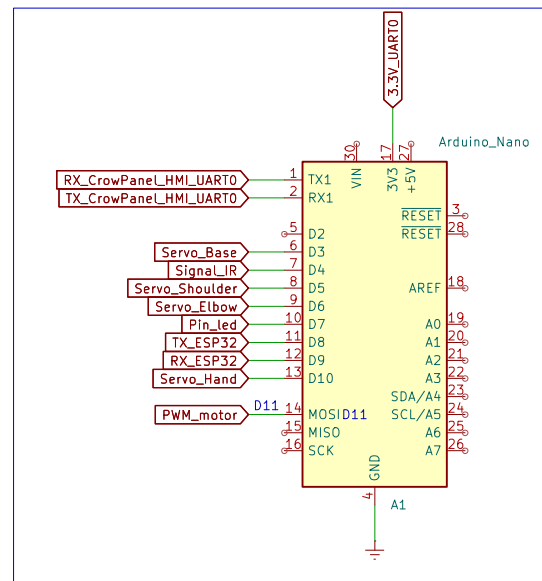 3.3V_UART0
Arduino_Nano
30 17 27
VIN 3V3 +5V
RX_CrowPanel_HMI_UART0 1 TX1
TX_CrowPanel_HMI_UART0 2 RX1
RESET 3
5 D2 RESET 28
Servo_Base 6 D3
Signal_IR 7 D4
Servo_Shoulder 8 D5 AREF 18
Servo_Elbow 9 D6
Pin_led 10 D7 A0 19
TX_ESP32 11 D8 A1 20
RX_ESP32 12 D9 A2 21
Servo_Hand 13 D10 A3 22
SDA/A4 23
PWM_motor D11 14 MOSI D11 SCL/A5 24
15 MISO A6 25
16 SCK A7 26
GND
4 A1